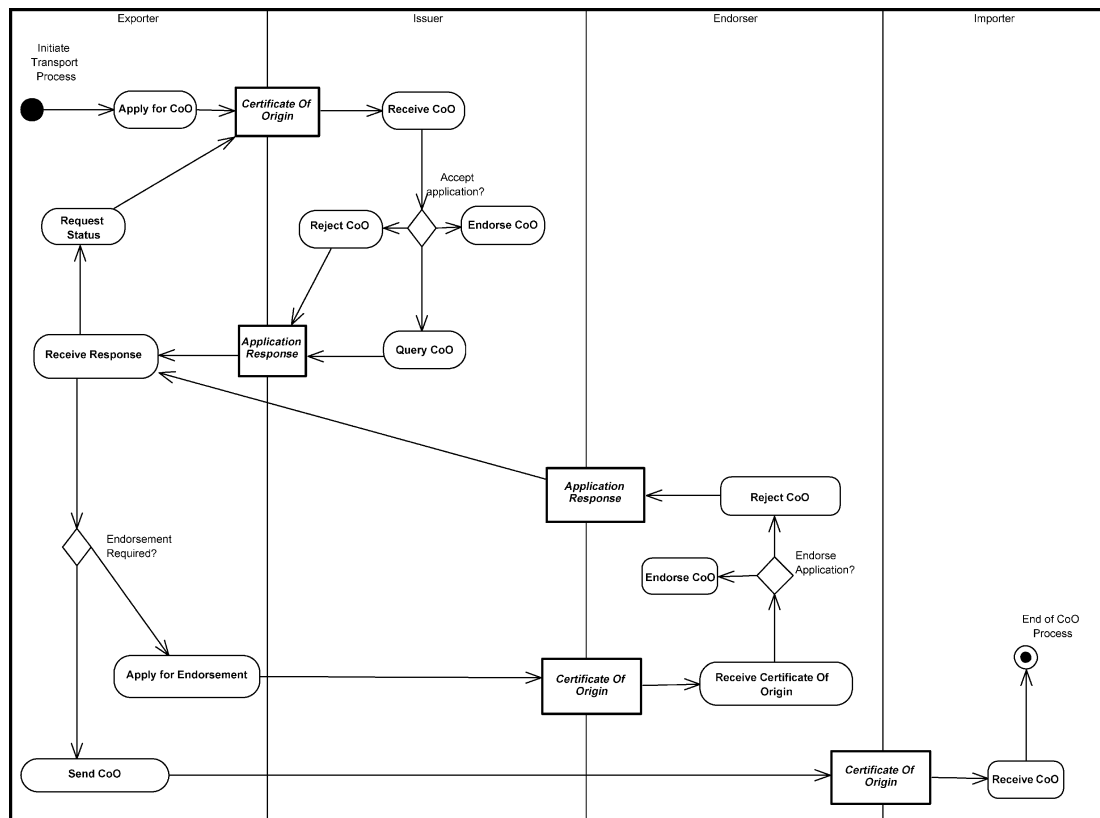 Exporter
Issuer
Endorser
Importer
Initiate
Transport
Process
Apply for CoO
Certificate Of
Origin
Receive CoO
Accept
application?
Request
Status
Reject CoO
Endorse CoO
Receive Response
Application
Response
Query CoO
Application
Response
Reject CoO
Endorsement
Required?
Endorse CoO
Endorse
Application?
End of CoO
Process
Apply for Endorsement
Certificate Of
Origin
Receive Certificate Of
Origin
Send CoO
Certificate Of
Origin
Receive CoO